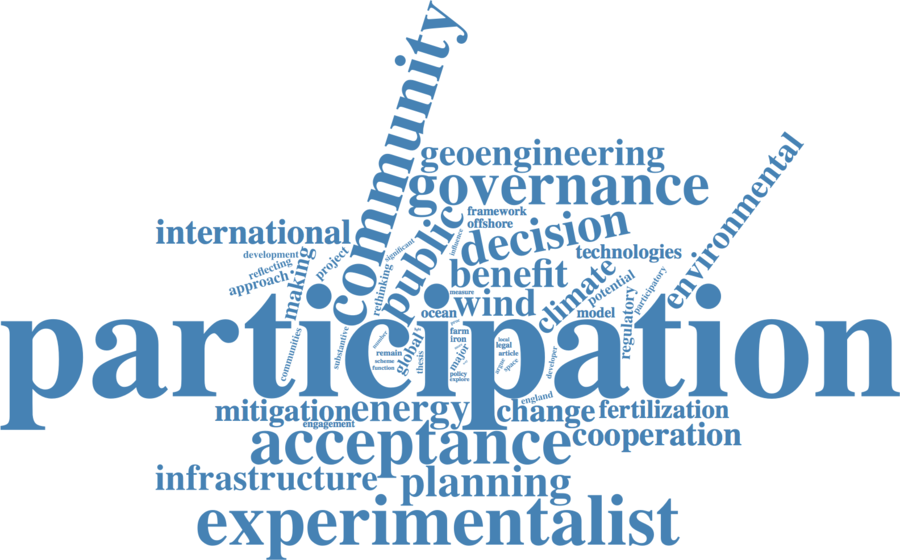 community
geoengineering
governance
environmental
framework
offshore
international
public
decision
influence
significant
technologies
development
making
project
reflecting
approach
rethinking
benefit
climate
potential
participatory
measure
wind
ocean
model
regulatory
participation
communities
substantive
number
global
thesis
farm
iron
remain
scheme
function
major
policy
explore
local
legal
article
argue
space
developer
england
mitigation
energy
change
fertilization
engagement
acceptance
cooperation
infrastructure
planning
experimentalist